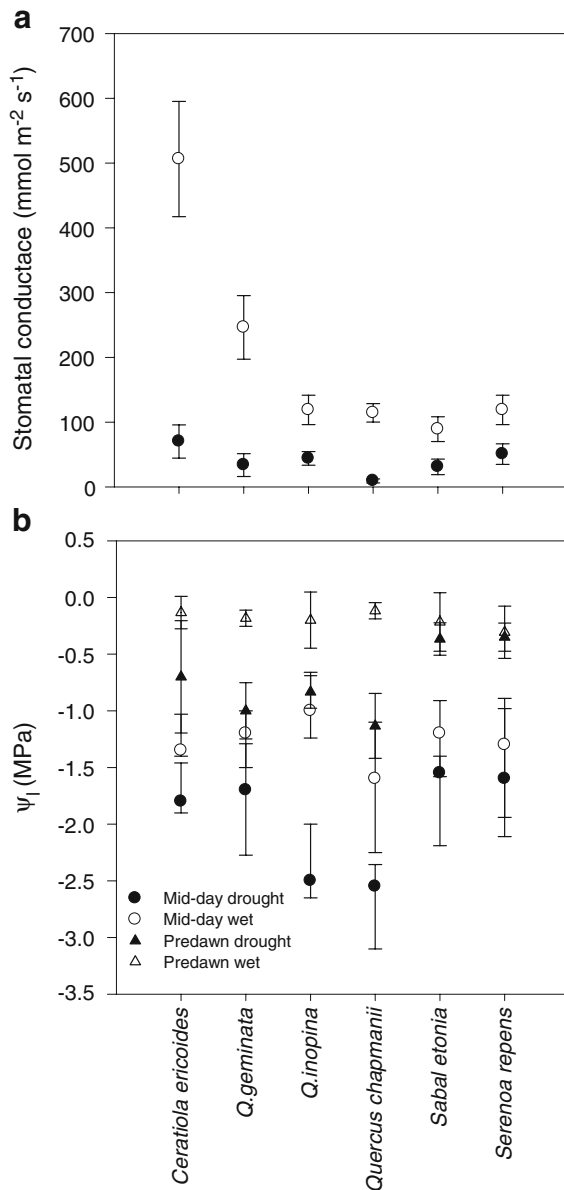 a
Stomatal conductace (mmol m⁻² s⁻¹)
700
600
500
400
300
200
100
0
b
ψl (MPa)
0.5
0.0
-0.5
-1.0
-1.5
-2.0
-2.5
-3.0
-3.5
Mid-day drought
Mid-day wet
Predawn drought
Predawn wet
Ceratiola ericoides
Q.geminata
Q.inopina
Quercus chapmanii
Sabal etonia
Serenoa repens